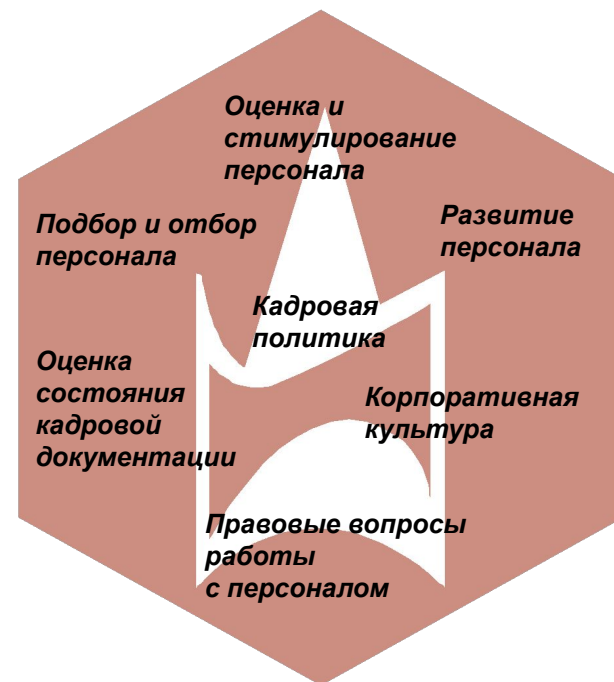 Оценка и
стимулирование
персонала
Подбор и отбор
персонала
Развитие
персонала
Кадровая
политика
Оценка
состояния
кадровой
документации
Корпоративная
культура
Правовые вопросы
работы
с персоналом